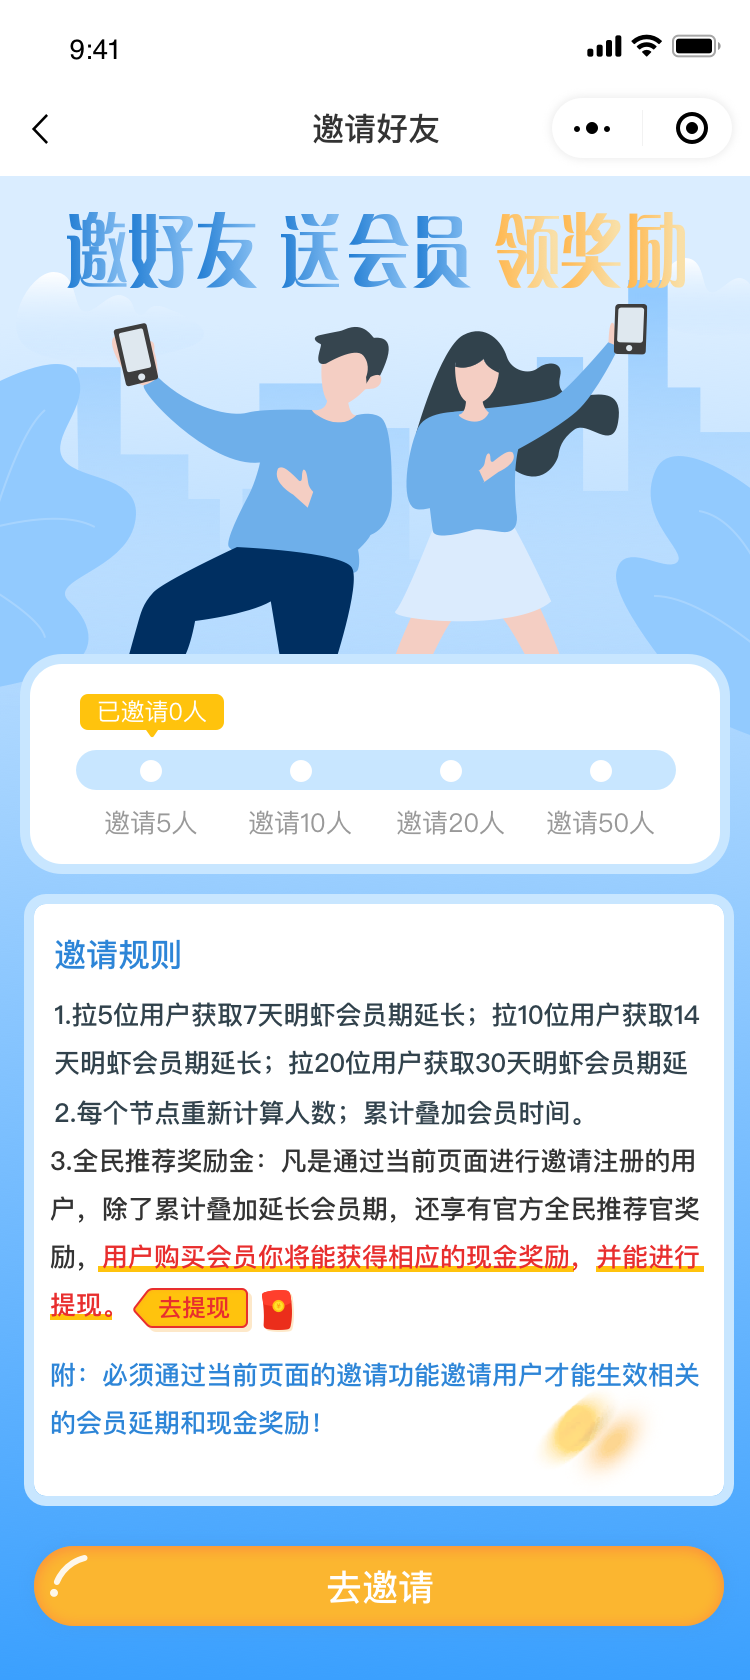 9:41
邀请好友
邀好友 送会员 领奖励
已邀请0人
邀请5人 邀请10人 邀请20人 邀请50人
邀请规则
1.拉5位用户获取7天明虾会员期延长；拉10位用户获取14
天明虾会员期延长；拉20位用户获取30天明虾会员期延
2.每个节点重新计算人数；累计叠加会员时间。
3.全民推荐奖励金：凡是通过当前页面进行邀请注册的用
户，除了累计叠加延长会员期，还享有官方全民推荐官奖
励，用户购买会员你将能获得相应的现金奖励，并能进行
提现。 去提现
附：必须通过当前页面的邀请功能邀请用户才能生效相关
的会员延期和现金奖励！
去邀请